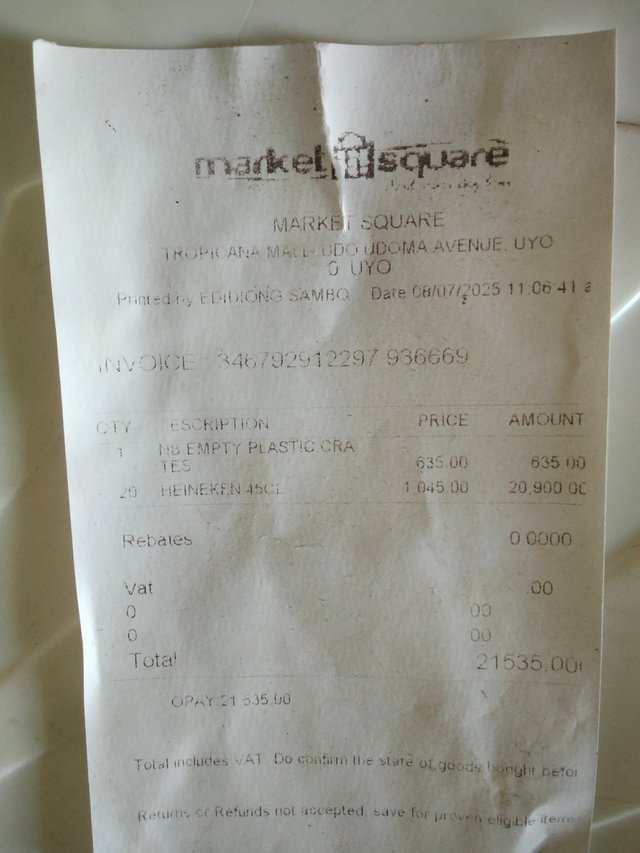 market square
MARKET SQUARE
TROPICANA MALL, UDO UDOMA AVENUE, UYO
0 UYO
Printed by EDIDIONG SAMBO Date 08/07/2025 11:06:41 a
INVOICE 346792912297 936669
QTY ESCRIPTION PRICE AMOUNT
1 NB EMPTY PLASTIC CRA
TES 635.00 635.00
20 HEINEKEN 45CL 1,045.00 20,900.00
Rebates 0.0000
Vat .00
0 00
0 00
Total 21535.00
OPAY:21
Total includes VAT. Do confirm the state of goods bought befor
Returns or Refunds not accepted, save for proven eligible items